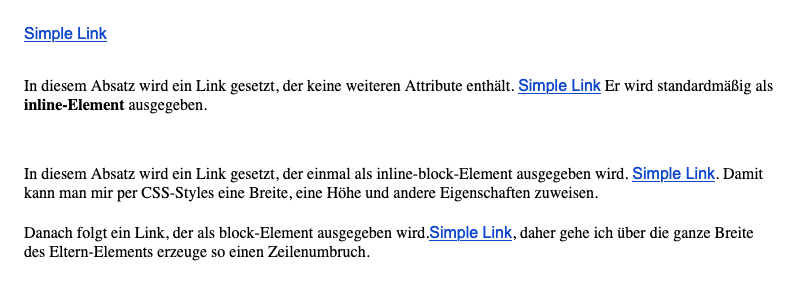 Simple Link
In diesem Absatz wird ein Link gesetzt, der keine weiteren Attribute enthält. Simple Link Er wird standardmäßig als
inline-Element ausgegeben.
In diesem Absatz wird ein Link gesetzt, der einmal als inline-block-Element ausgegeben wird. Simple Link. Damit
kann man mir per CSS-Styles eine Breite, eine Höhe und andere Eigenschaften zuweisen.
Danach folgt ein Link, der als block-Element ausgegeben wird.Simple Link, daher gehe ich über die ganze Breite
des Eltern-Elements erzeuge so einen Zeilenumbruch.